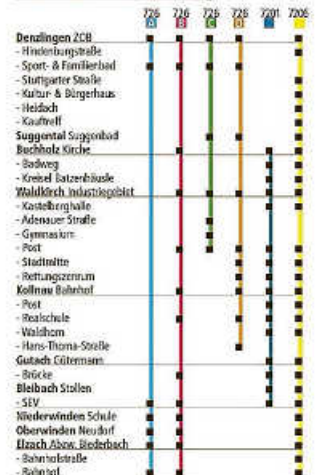 726 726 726 726 7201 7206
A B C D
Denzlingen ZOB
- Hindenburgstraße
- Sport- & Familienbad
- Stuttgarter Straße
- Kultur- & Bürgerhaus
- Heidach
- Kauftreff
Suggental Suggenbad
Buchholz Kirche
- Badweg
- Kreisel Batzenhäusle
Waldkirch Industriegebiet
- Kastelberghalle
- Adenauer Straße
- Gymnasium
- Post
- Stadtmitte
- Rettungszentrum
Kollnau Bahnhof
- Post
- Realschule
- Waldhorn
- Hans-Thoma-Straße
Gutach Gütermann
- Brücke
Bleibach Stollen
- SEV
Niederwinden Schule
Oberwinden Neudorf
Elzach Abzw. Biederbach
- Bahnhofstraße
- Bahnhof